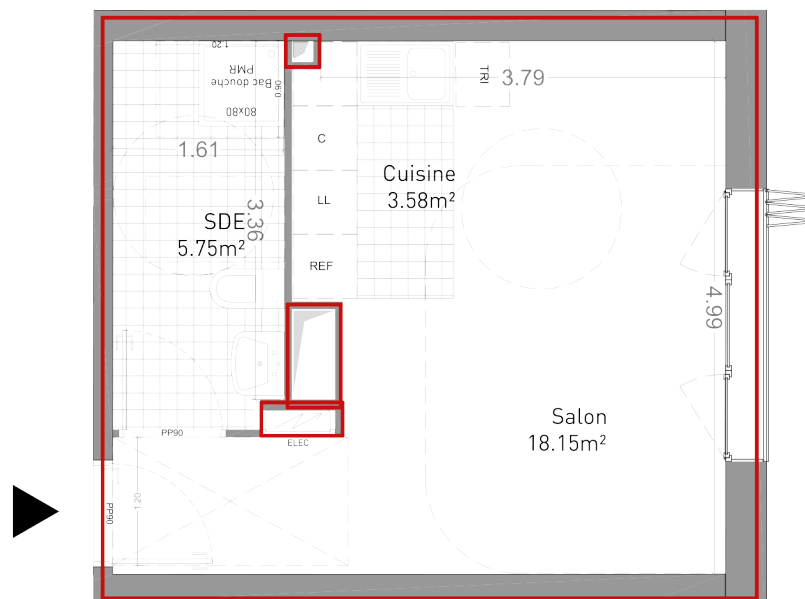 1.20
Bac douche
PMR
80x80
0.90
1.61
SDE
5.75m²
3.36
C
LL
REF
TRI
3.79
Cuisine
3.58m²
4.99
Salon
18.15m²
PP90
ELEC
PP90
1.20